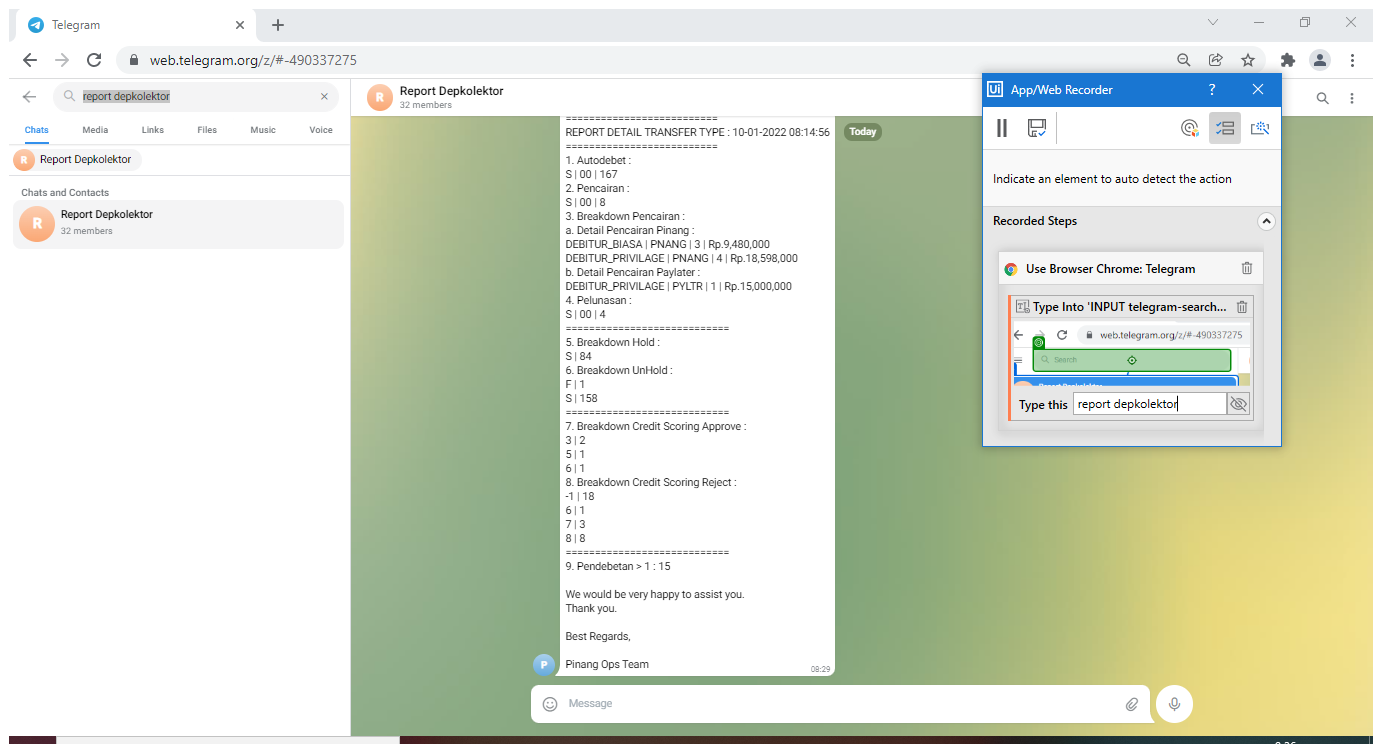 Telegram
web.telegram.org/z/#-490337275
report depkolektor
Chats Media Links Files Music Voice
R Report Depkolektor
Chats and Contacts
R Report Depkolektor
32 members
R Report Depkolektor
32 members
Today
===========================
REPORT DETAIL TRANSFER TYPE : 10-01-2022 08:14:56
===========================
1. Autodebet :
S | 00 | 167
2. Pencairan :
S | 00 | 8
3. Breakdown Pencairan :
a. Detail Pencairan Pinang :
DEBITUR_BIASA | PNANG | 3 | Rp.9,480,000
DEBITUR_PRIVILAGE | PNANG | 4 | Rp.18,598,000
b. Detail Pencairan Paylater :
DEBITUR_PRIVILAGE | PYLTR | 1 | Rp.15,000,000
4. Pelunasan :
S | 00 | 4
============================
5. Breakdown Hold :
S | 84
6. Breakdown UnHold :
F | 1
S | 158
============================
7. Breakdown Credit Scoring Approve :
3 | 2
5 | 1
6 | 1
8. Breakdown Credit Scoring Reject :
-1 | 18
6 | 1
7 | 3
8 | 8
============================
9. Pendebetan > 1 : 15
We would be very happy to assist you.
Thank you.
Best Regards,
P Pinang Ops Team
08:29
Message
Ui App/Web Recorder ?
Indicate an element to auto detect the action
Recorded Steps
Use Browser Chrome: Telegram
Type Into 'INPUT telegram-search...
web.telegram.org/z/#-490337275
Search
Report Depkolektor
Type this report depkolektor